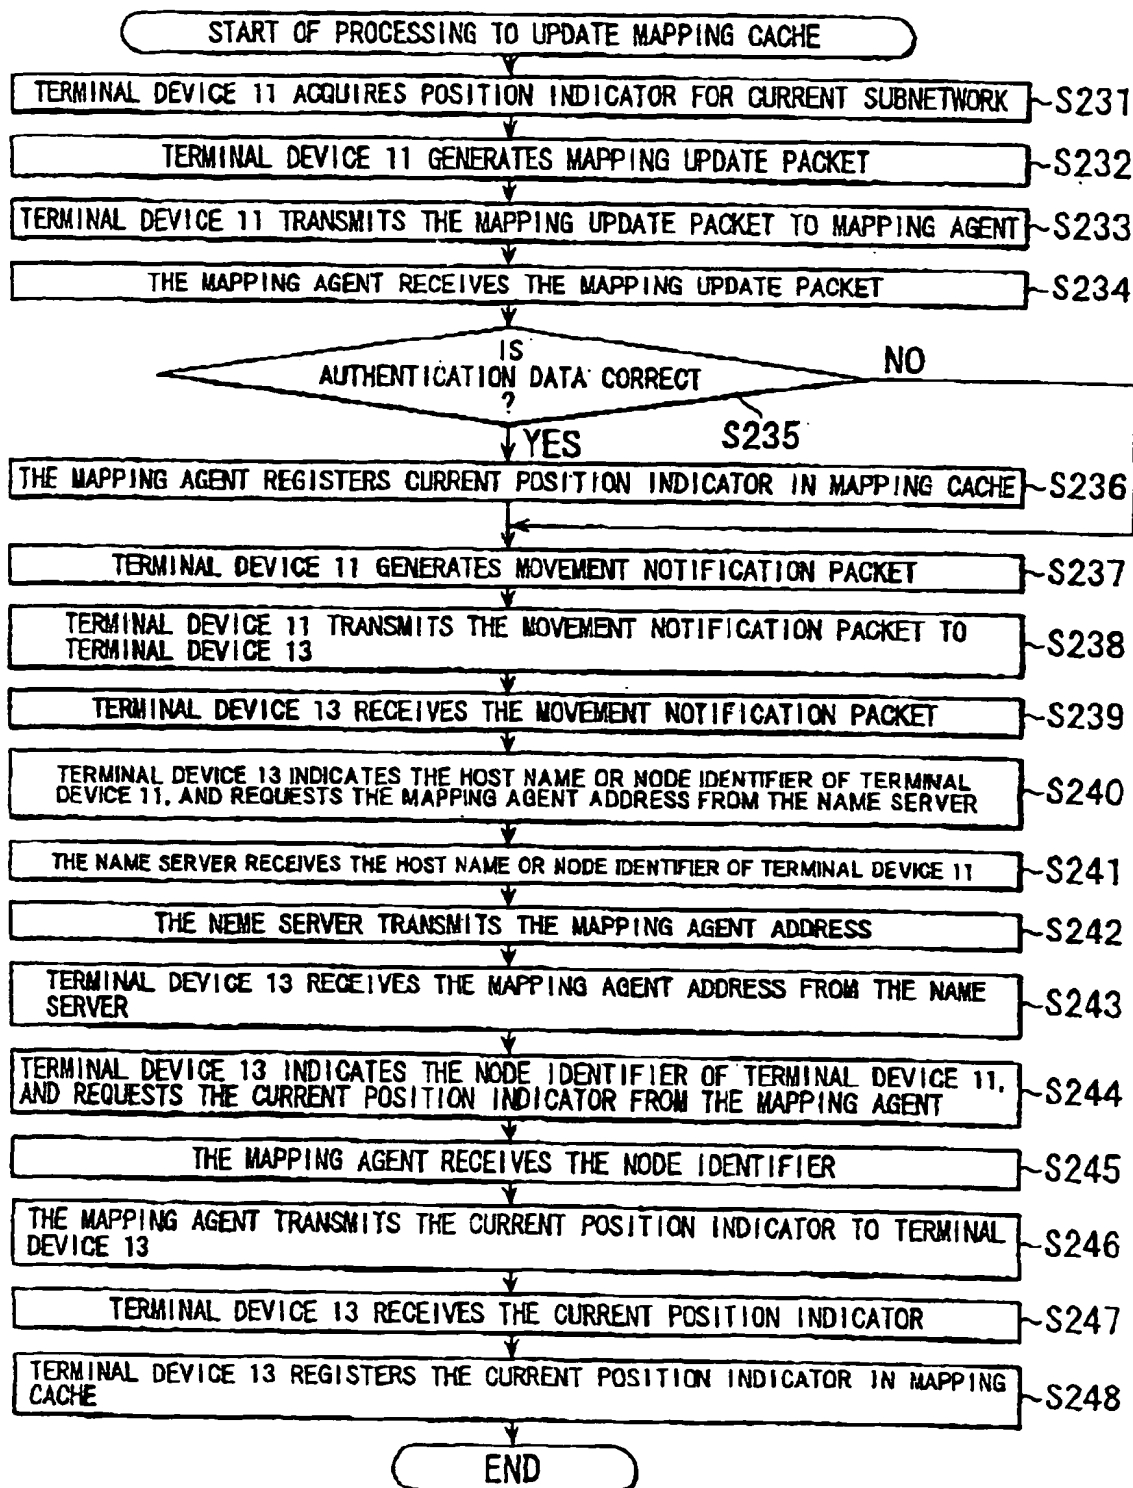 START OF PROCESSING TO UPDATE MAPPING CACHE
TERMINAL DEVICE 11 ACQUIRES POSITION INDICATOR FOR CURRENT SUBNETWORK
S231
TERMINAL DEVICE 11 GENERATES MAPPING UPDATE PACKET
S232
TERMINAL DEVICE 11 TRANSMITS THE MAPPING UPDATE PACKET TO MAPPING AGENT
S233
THE MAPPING AGENT RECEIVES THE MAPPING UPDATE PACKET
S234
IS
AUTHENTICATION DATA CORRECT
?
NO
S235
YES
THE MAPPING AGENT REGISTERS CURRENT POSITION INDICATOR IN MAPPING CACHE
S236
TERMINAL DEVICE 11 GENERATES MOVEMENT NOTIFICATION PACKET
S237
TERMINAL DEVICE 11 TRANSMITS THE MOVEMENT NOTIFICATION PACKET TO
TERMINAL DEVICE 13
S238
TERMINAL DEVICE 13 RECEIVES THE MOVEMENT NOTIFICATION PACKET
S239
TERMINAL DEVICE 13 INDICATES THE HOST NAME OR NODE IDENTIFIER OF TERMINAL
DEVICE 11, AND REQUESTS THE MAPPING AGENT ADDRESS FROM THE NAME SERVER
S240
THE NAME SERVER RECEIVES THE HOST NAME OR NODE IDENTIFIER OF TERMINAL DEVICE 11
S241
THE NEME SERVER TRANSMITS THE MAPPING AGENT ADDRESS
S242
TERMINAL DEVICE 13 RECEIVES THE MAPPING AGENT ADDRESS FROM THE NAME
SERVER
S243
TERMINAL DEVICE 13 INDICATES THE NODE IDENTIFIER OF TERMINAL DEVICE 11,
AND REQUESTS THE CURRENT POSITION INDICATOR FROM THE MAPPING AGENT
S244
THE MAPPING AGENT RECEIVES THE NODE IDENTIFIER
S245
THE MAPPING AGENT TRANSMITS THE CURRENT POSITION INDICATOR TO TERMINAL
DEVICE 13
S246
TERMINAL DEVICE 13 RECEIVES THE CURRENT POSITION INDICATOR
S247
TERMINAL DEVICE 13 REGISTERS THE CURRENT POSITION INDICATOR IN MAPPING
CACHE
S248
END